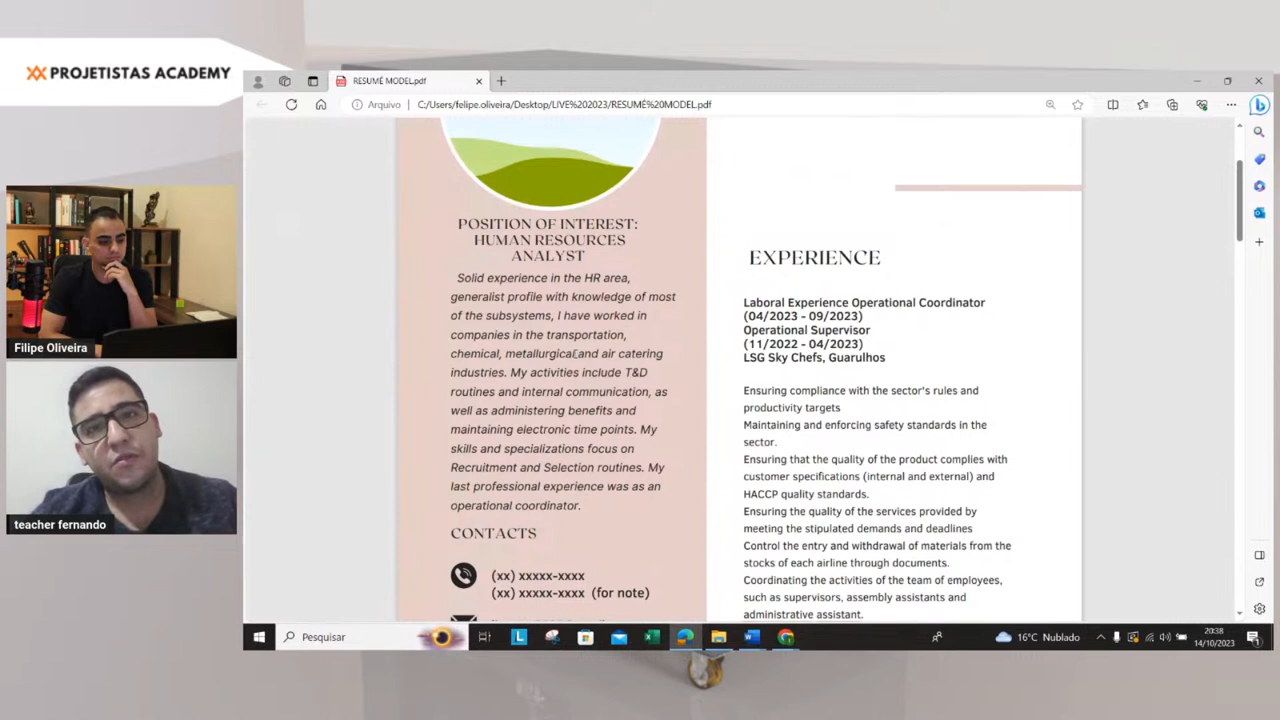 PROJETISTAS ACADEMY
RESUMÉ MODEL.pdf
Arquivo
C:/Users/felipe.oliveira/Desktop/LIVE%202023/RESUMÉ%20MODEL.pdf
POSITION OF INTEREST:
HUMAN RESOURCES
ANALYST
Solid experience in the HR area,
generalist profile with knowledge of most
of the subsystems, I have worked in
companies in the transportation,
chemical, metallurgical and air catering
industries. My activities include T&D
routines and internal communication, as
well as administering benefits and
maintaining electronic time points. My
skills and specializations focus on
Recruitment and Selection routines. My
last professional experience was as an
operational coordinator.
CONTACTS
(xx) xxxxx-xxxx
(xx) xxxxx-xxxx (for note)
EXPERIENCE
Laboral Experience Operational Coordinator
(04/2023 - 09/2023)
Operational Supervisor
(11/2022 - 04/2023)
LSG Sky Chefs, Guarulhos
Ensuring compliance with the sector's rules and
productivity targets
Maintaining and enforcing safety standards in the
sector.
Ensuring that the quality of the product complies with
customer specifications (internal and external) and
HACCP quality standards.
Ensuring the quality of the services provided by
meeting the stipulated demands and deadlines
Control the entry and withdrawal of materials from the
stocks of each airline through documents.
Coordinating the activities of the team of employees,
such as supervisors, assembly assistants and
administrative assistant.
Filipe Oliveira
teacher fernando
Pesquisar
L
16°C Nublado
20:38
14/10/2023
1